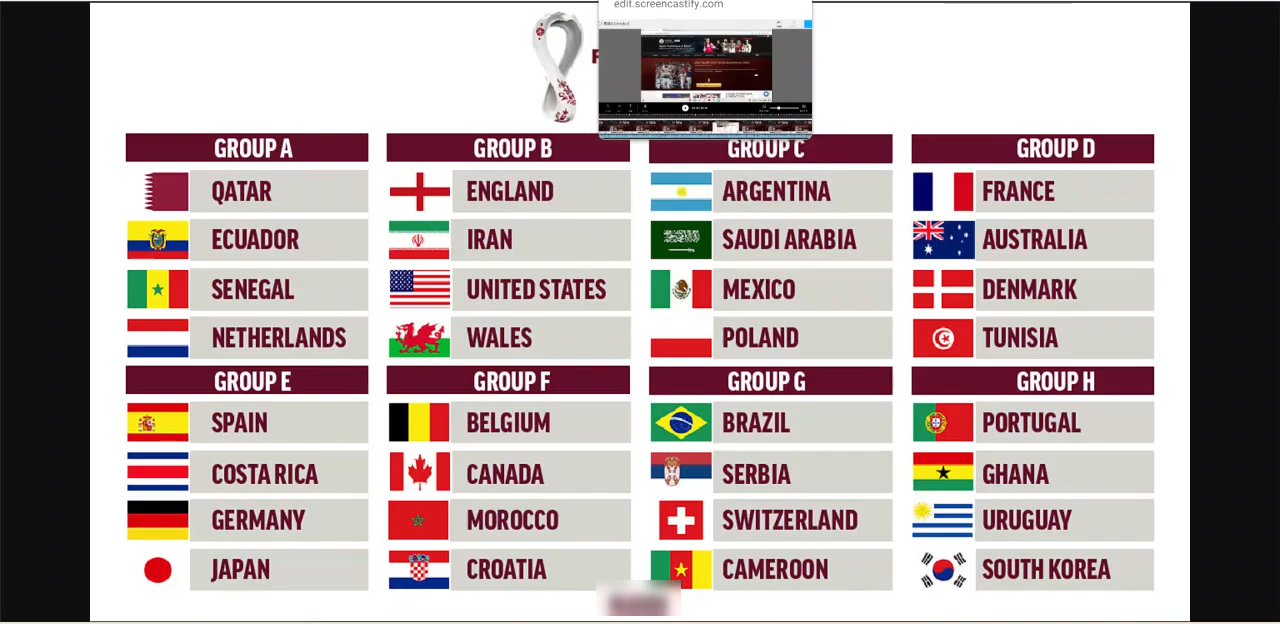 edit.screencastify.com
GROUP A
QATAR
ECUADOR
SENEGAL
NETHERLANDS
GROUP B
ENGLAND
IRAN
UNITED STATES
WALES
GROUP C
ARGENTINA
SAUDI ARABIA
MEXICO
POLAND
GROUP D
FRANCE
AUSTRALIA
DENMARK
TUNISIA
GROUP E
SPAIN
COSTA RICA
GERMANY
JAPAN
GROUP F
BELGIUM
CANADA
MOROCCO
CROATIA
GROUP G
BRAZIL
SERBIA
SWITZERLAND
CAMEROON
GROUP H
PORTUGAL
GHANA
URUGUAY
SOUTH KOREA